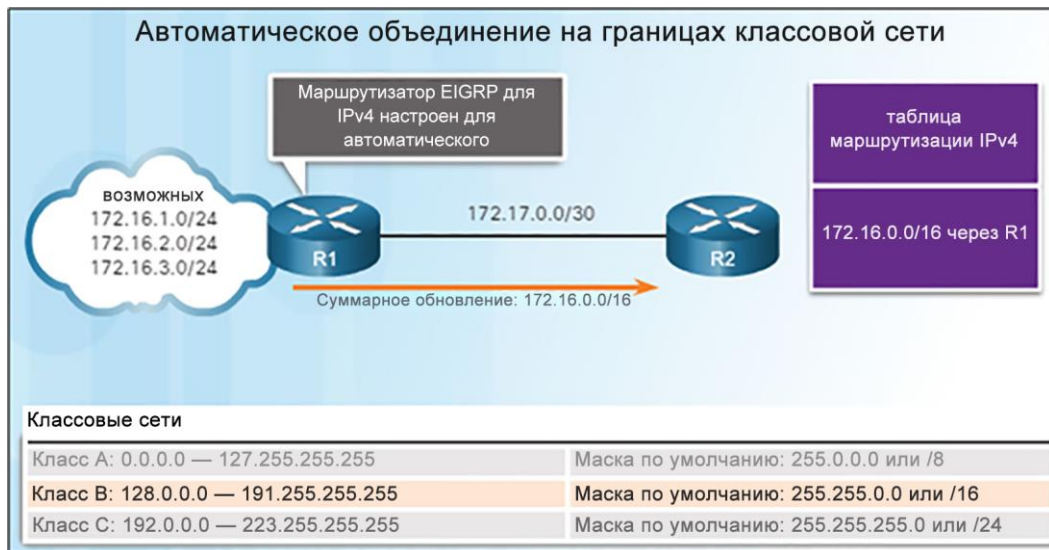 Автоматическое объединение на границах классовой сети
Маршрутизатор EIGRP для
IPv4 настроен для
автоматического
таблица
маршрутизации IPv4
172.16.0.0/16 через R1
возможных
172.16.1.0/24
172.16.2.0/24
172.16.3.0/24
R1
172.17.0.0/30
R2
Суммарное обновление: 172.16.0.0/16
Классовые сети
Класс A: 0.0.0.0 — 127.255.255.255 Маска по умолчанию: 255.0.0.0 или /8
Класс B: 128.0.0.0 — 191.255.255.255 Маска по умолчанию: 255.255.0.0 или /16
Класс C: 192.0.0.0 — 223.255.255.255 Маска по умолчанию: 255.255.255.0 или /24